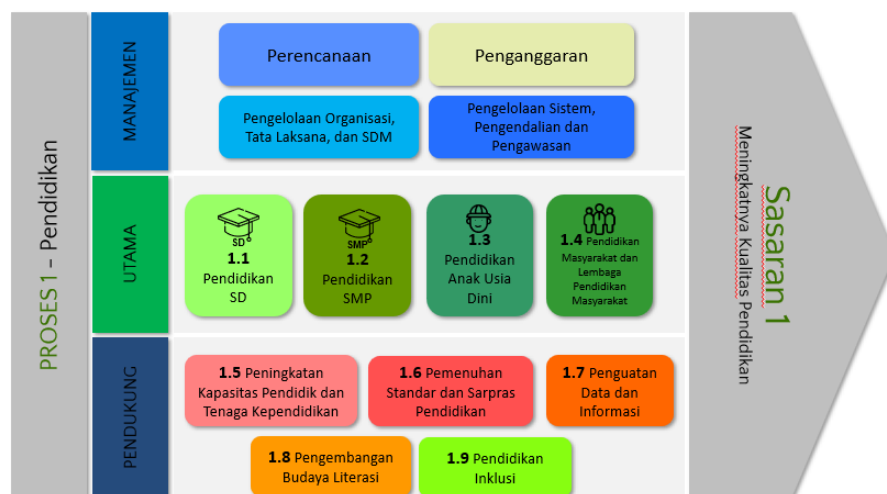 PROSES 1 – Pendidikan
MANAJEMEN
Perencanaan
Penganggaran
Pengelolaan Organisasi,
Tata Laksana, dan SDM
Pengelolaan Sistem,
Pengendalian dan
Pengawasan
UTAMA
SD
1.1
Pendidikan
SD
SMP
1.2
Pendidikan
SMP
1.3
Pendidikan
Anak Usia
Dini
1.4 Pendidikan
Masyarakat dan
Lembaga
Pendidikan
Masyarakat
PENDUKUNG
1.5 Peningkatan
Kapasitas Pendidik dan
Tenaga Kependidikan
1.6 Pemenuhan
Standar dan Sarpras
Pendidikan
1.7 Penguatan
Data dan
Informasi
1.8 Pengembangan
Budaya Literasi
1.9 Pendidikan
Inklusi
Sasaran 1
Meningkatnya Kualitas Pendidikan